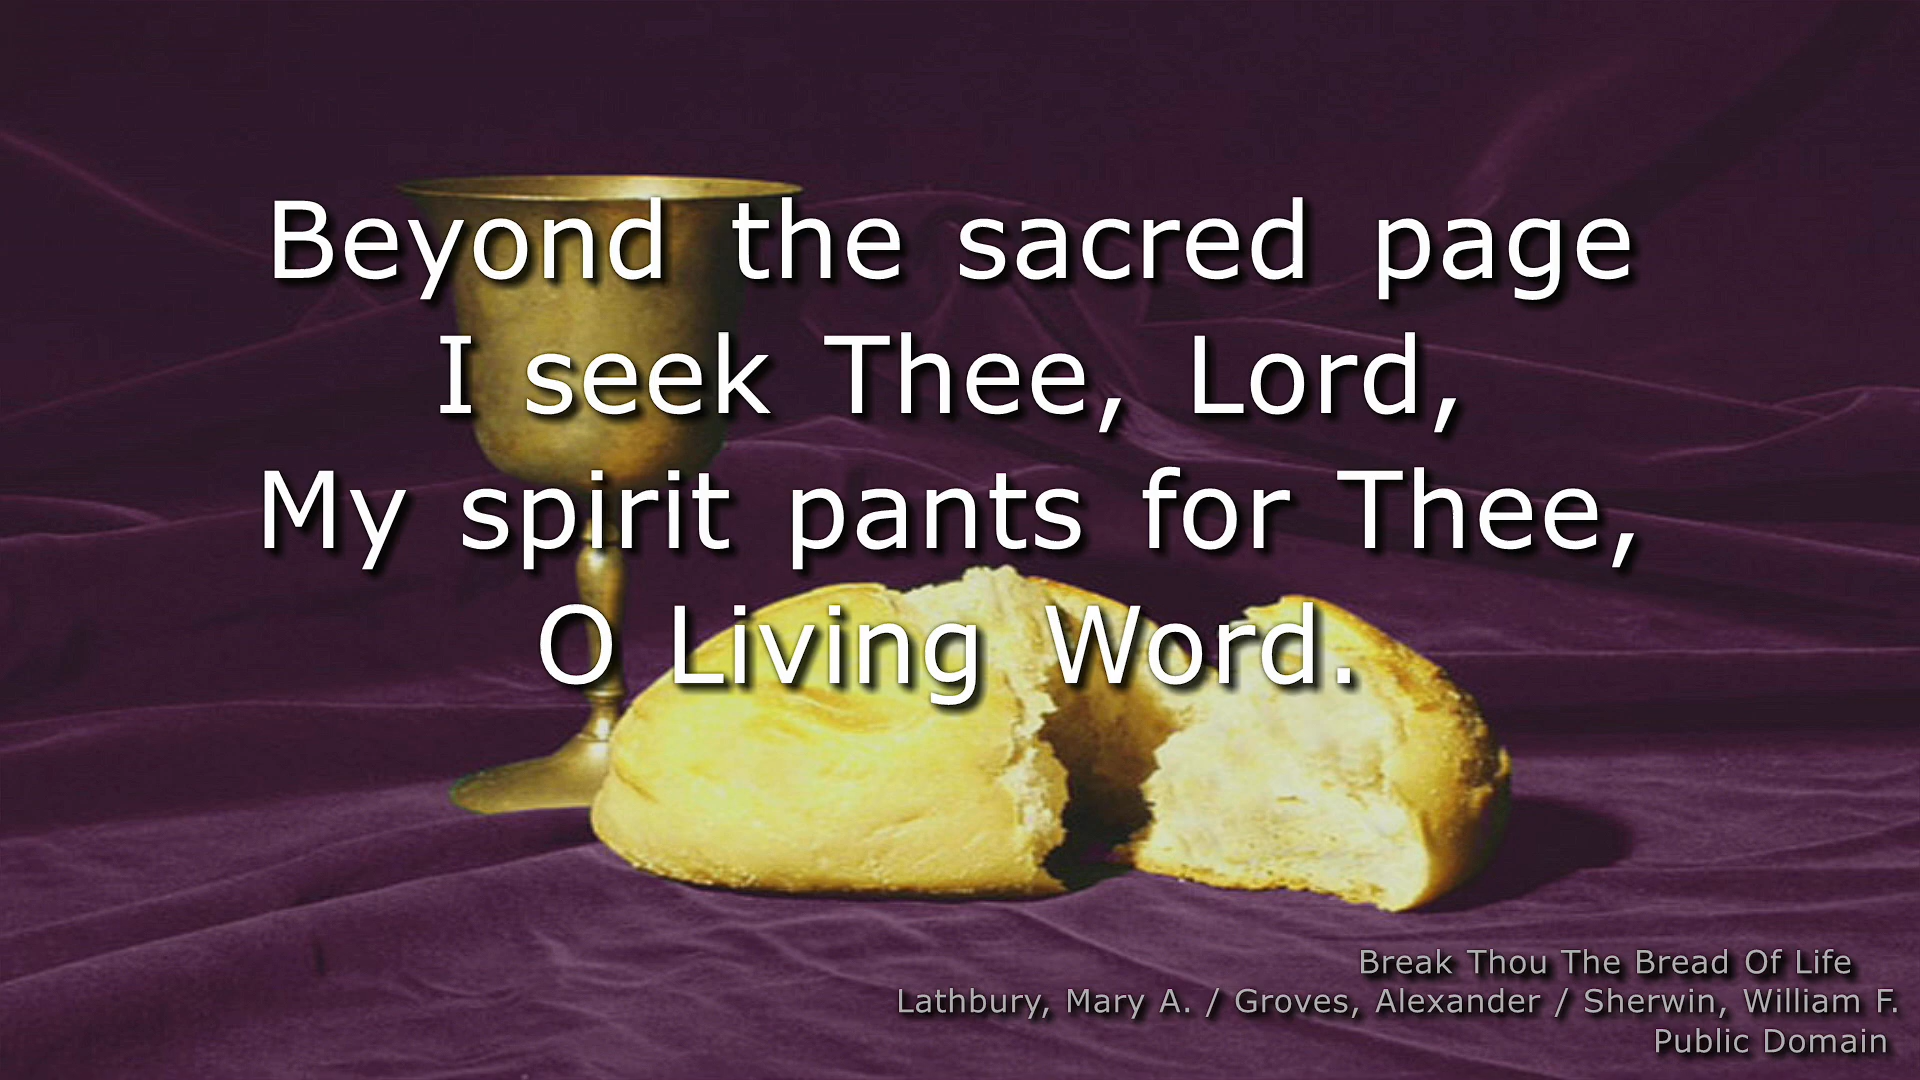 Beyond the sacred page
I seek Thee, Lord,
My spirit pants for Thee,
O Living Word.
Break Thou The Bread Of Life
Lathbury, Mary A. / Groves, Alexander / Sherwin, William F.
Public Domain